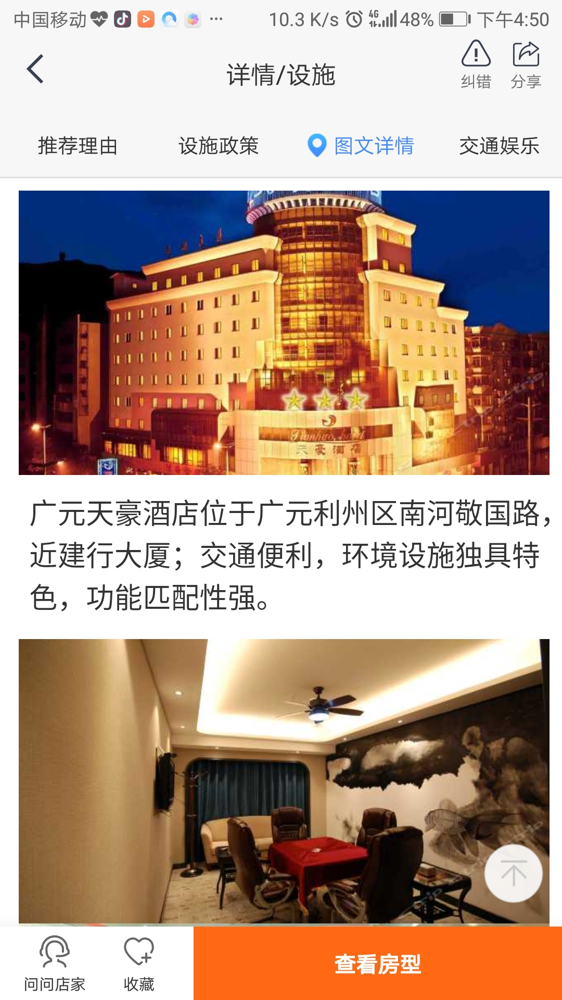 中国移动 ··· 10.3 K/s 4G 48% 下午4:50
详情/设施
纠错 分享
推荐理由 设施政策 图文详情 交通娱乐
天豪酒店
广元天豪酒店位于广元利州区南河敬国路，
近建行大厦；交通便利，环境设施独具特
色，功能匹配性强。
问问店家 收藏 查看房型